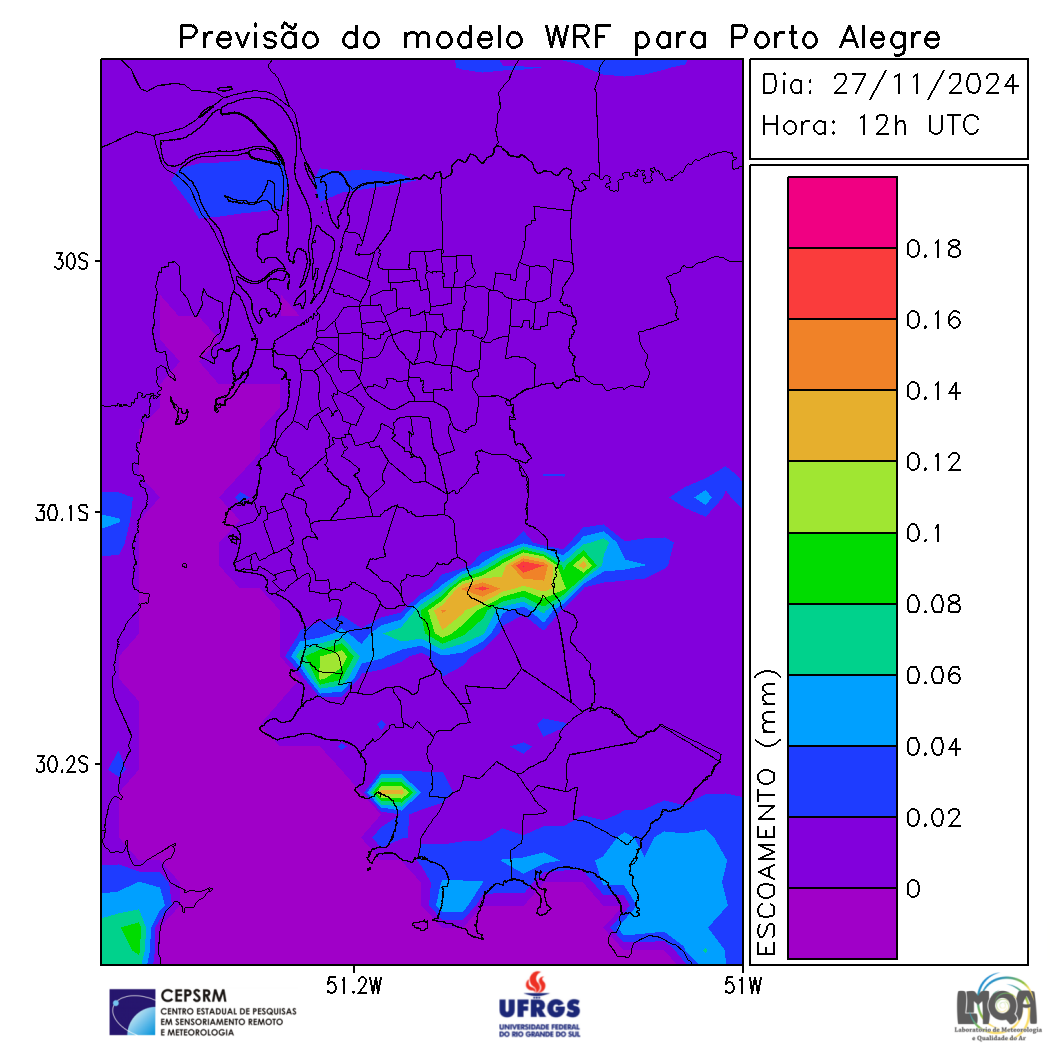 Previsão do modelo WRF para Porto Alegre
Dia: 27/11/2024
Hora: 12h UTC
30S
30.1S
30.2S
51.2W
51W
0.18
0.16
0.14
0.12
0.1
0.08
0.06
0.04
0.02
0
ESCOAMENTO (mm)
CEPSRM
CENTRO ESTADUAL DE PESQUISAS
EM SENSORIAMENTO REMOTO
E METEOROLOGIA
UFRGS
UNIVERSIDADE FEDERAL
DO RIO GRANDE DO SUL
LMQA
Laboratório de Meteorologia
e Qualidade do Ar